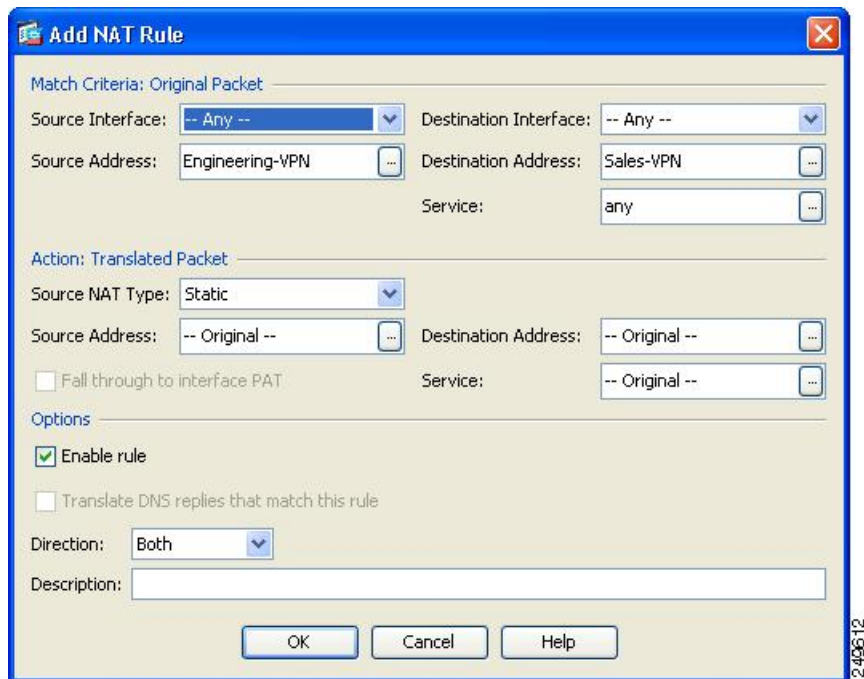 Add NAT Rule
Match Criteria: Original Packet
Source Interface: -- Any -- Destination Interface: -- Any --
Source Address: Engineering-VPN ... Destination Address: Sales-VPN ...
Service: any ...
Action: Translated Packet
Source NAT Type: Static
Source Address: -- Original -- ... Destination Address: -- Original -- ...
Fall through to interface PAT Service: -- Original -- ...
Options
Enable rule
Translate DNS replies that match this rule
Direction: Both
Description:
OK Cancel Help
249612